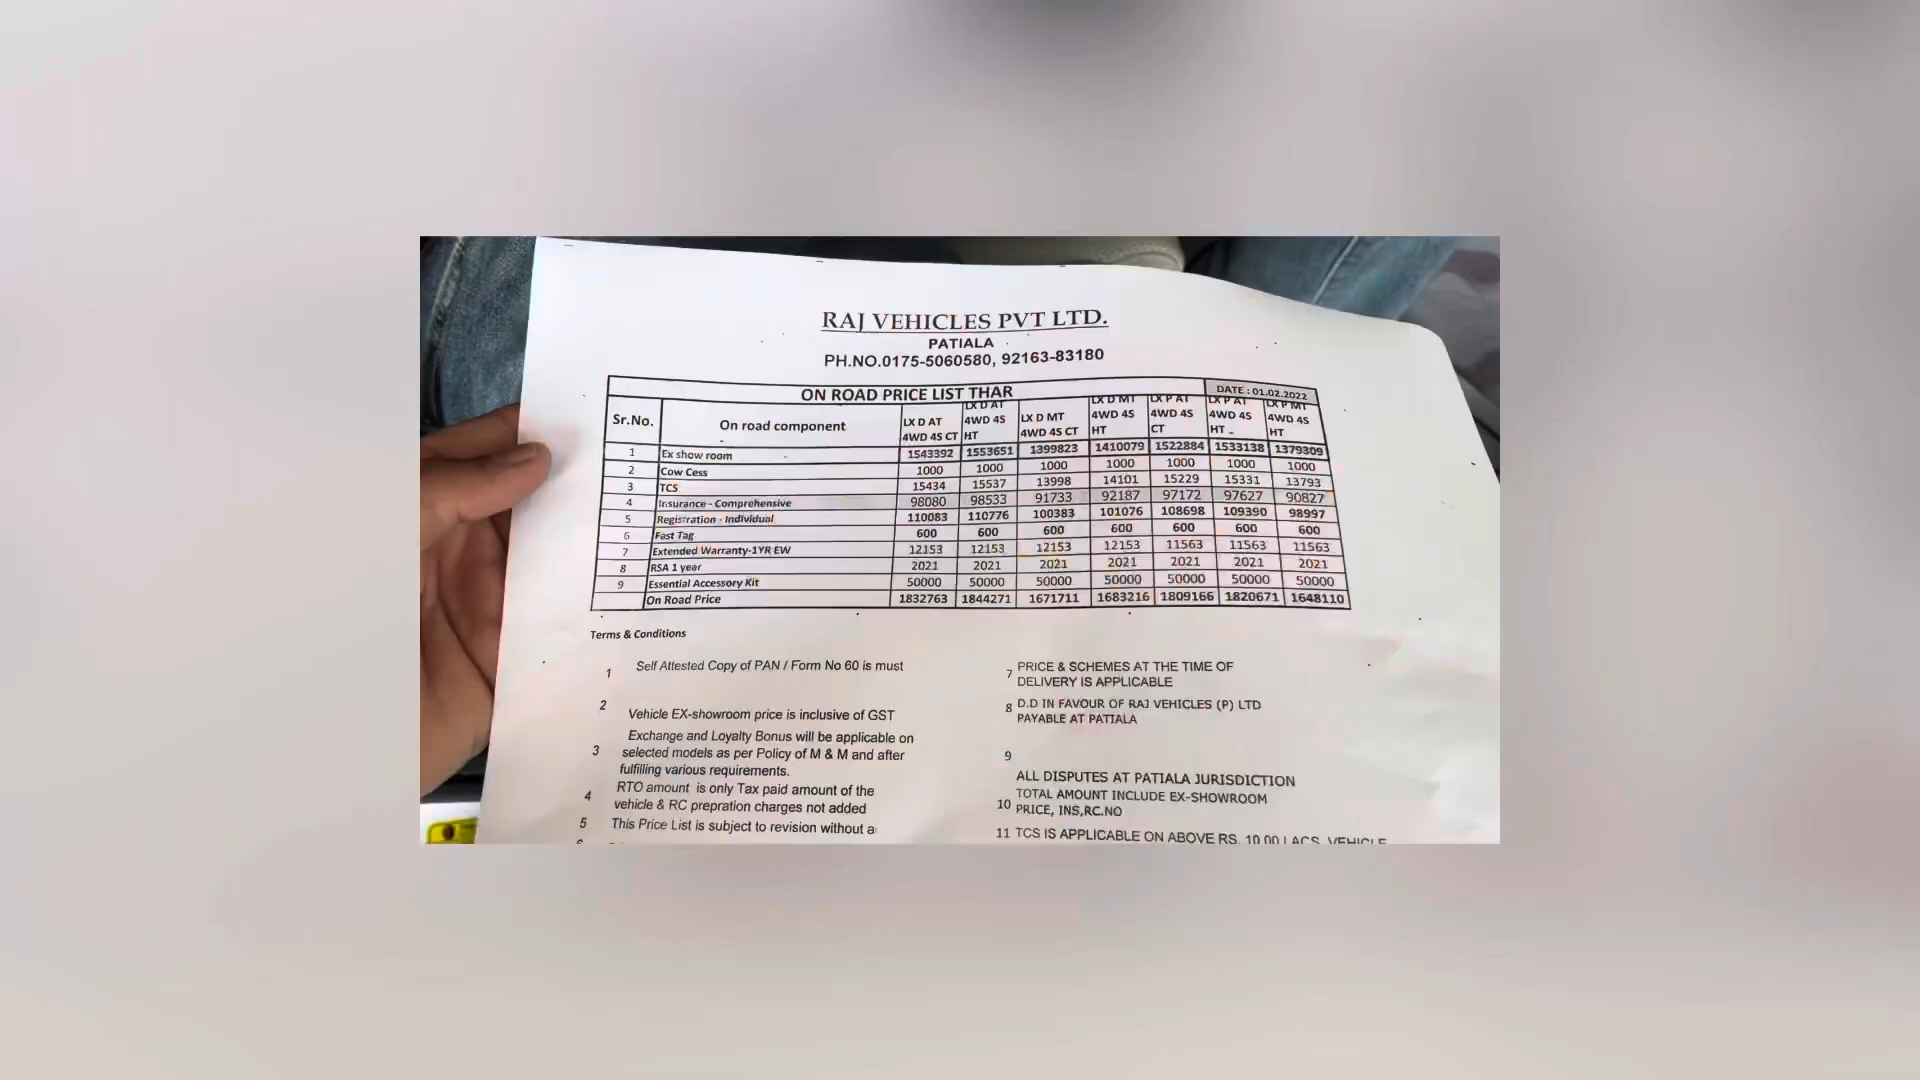 RAJ VEHICLES PVT LTD.
PATIALA
PH.NO.0175-5060580, 92163-83180
ON ROAD PRICE LIST THAR DATE : 01.02.2022
Sr.No. On road component LX D AT 4WD 4S CT LX D AT 4WD 4S HT LX D MT 4WD 4S CT LX D MT 4WD 4S HT LX P AT 4WD 4S CT LX P AT 4WD 4S HT LX P MT 4WD 4S HT
1 Ex show room 1543392 1553651 1399823 1410079 1522884 1533138 1379309
2 Cow Cess 1000 1000 1000 1000 1000 1000 1000
3 TCS 15434 15537 13998 14101 15229 15331 13793
4 Insurance - Comprehensive 98080 98533 91733 92187 97172 97627 90827
5 Registration - Individual 110083 110776 100383 101076 108698 109390 98997
6 Fast Tag 600 600 600 600 600 600 600
7 Extended Warranty-1YR EW 12153 12153 12153 12153 11563 11563 11563
8 RSA 1 year 2021 2021 2021 2021 2021 2021 2021
9 Essential Accessory Kit 50000 50000 50000 50000 50000 50000 50000
On Road Price 1832763 1844271 1671711 1683216 1809166 1820671 1648110
Terms & Conditions
1 Self Attested Copy of PAN / Form No 60 is must
2 Vehicle EX-showroom price is inclusive of GST
3 Exchange and Loyalty Bonus will be applicable on
selected models as per Policy of M & M and after
fulfilling various requirements.
4 RTO amount is only Tax paid amount of the
vehicle & RC prepration charges not added
5 This Price List is subject to revision without a
7 PRICE & SCHEMES AT THE TIME OF
DELIVERY IS APPLICABLE
8 D.D IN FAVOUR OF RAJ VEHICLES (P) LTD
PAYABLE AT PATIALA
9
ALL DISPUTES AT PATIALA JURISDICTION
10 TOTAL AMOUNT INCLUDE EX-SHOWROOM
PRICE, INS,RC.NO
11 TCS IS APPLICABLE ON ABOVE RS. 10.00 LACS. VEHICLE